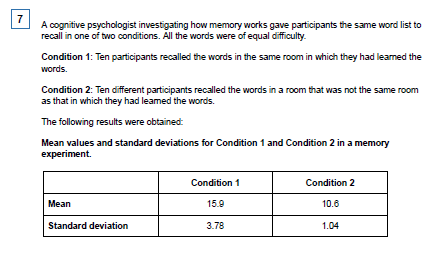 7
A cognitive psychologist investigating how memory works gave participants the same word list to
recall in one of two conditions. All the words were of equal difficulty.
Condition 1: Ten participants recalled the words in the same room in which they had learned the
words.
Condition 2: Ten different participants recalled the words in a room that was not the same room
as that in which they had learned the words.
The following results were obtained:
Mean values and standard deviations for Condition 1 and Condition 2 in a memory
experiment.
Condition 1 Condition 2
Mean 15.9 10.6
Standard deviation 3.78 1.04